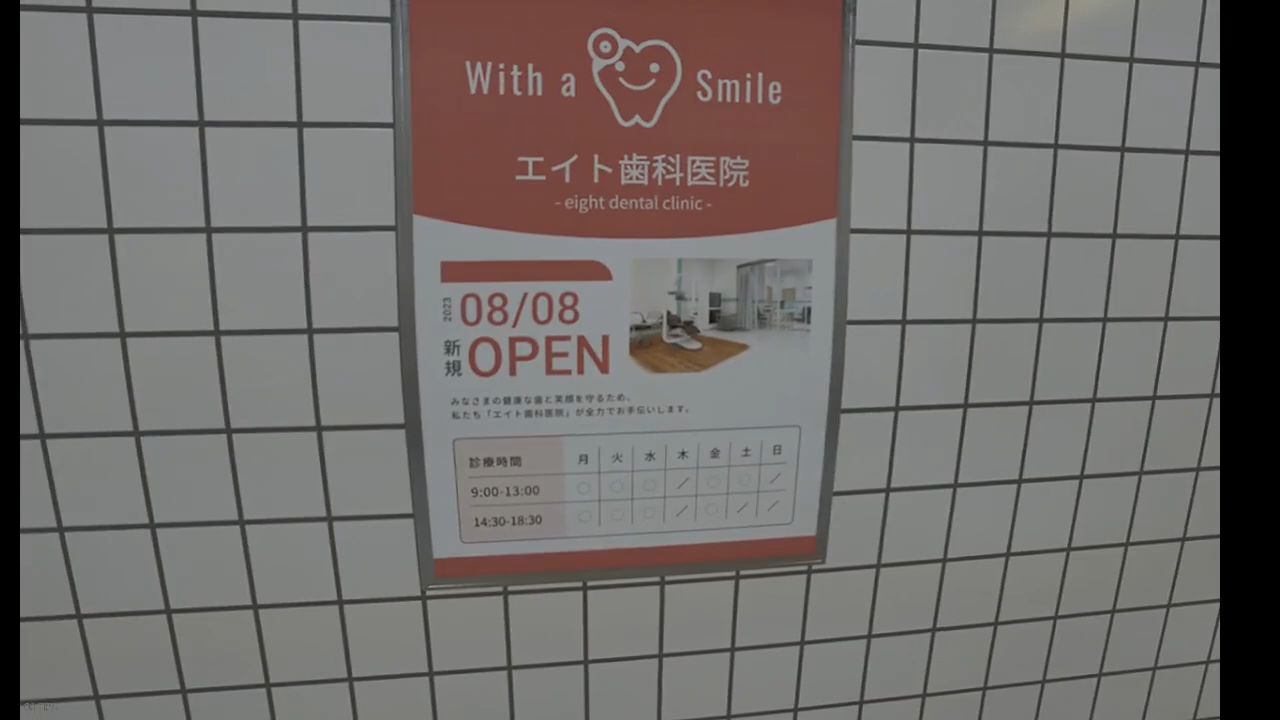 With a Smile
エイト歯科医院
- eight dental clinic -
2023 08/08
新規 OPEN
みなさまの健康な歯と笑顔を守るため、
私たち「エイト歯科医院」が全力でお手伝いします。
診療時間 月 火 水 木 金 土 日
9:00-13:00 ○ ○ ○ / ○ ○ /
14:30-18:30 ○ ○ ○ / ○ / /